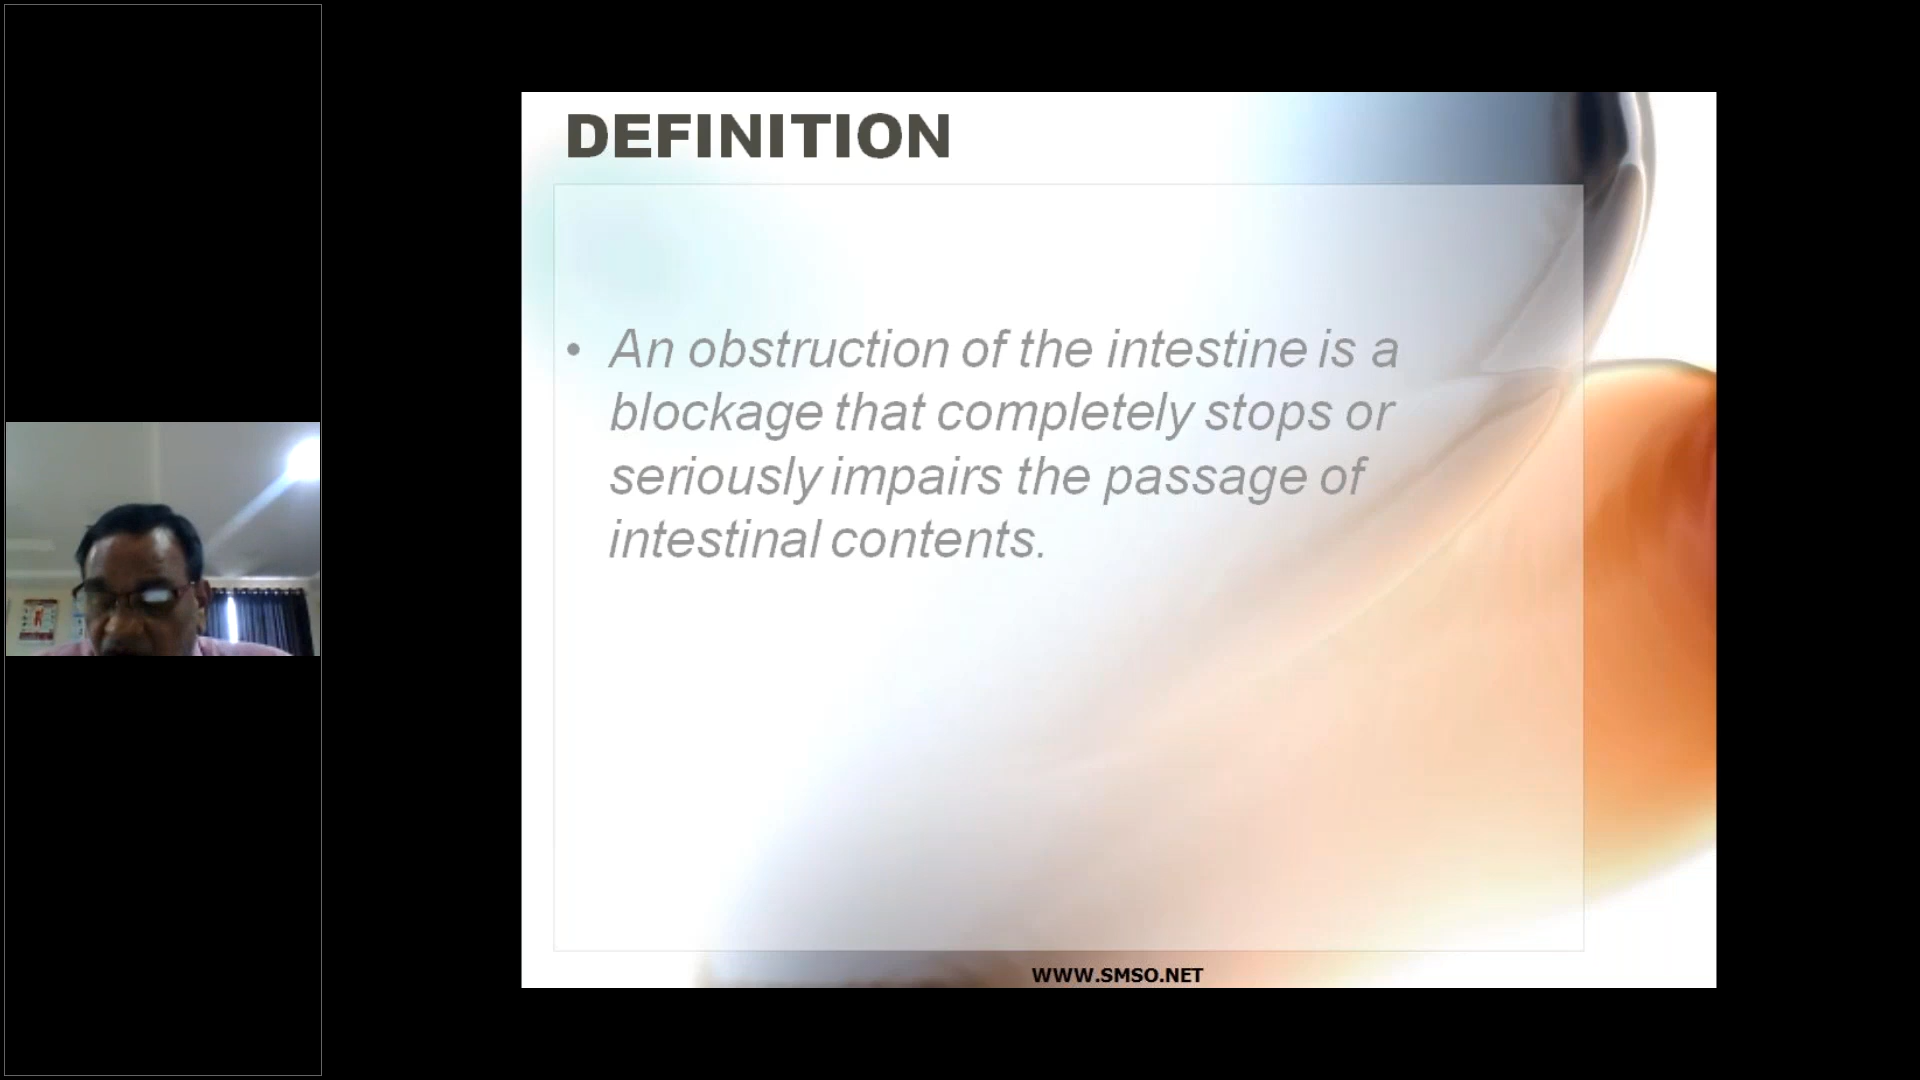 DEFINITION
• An obstruction of the intestine is a
blockage that completely stops or
seriously impairs the passage of
intestinal contents.
WWW.SMSO.NET